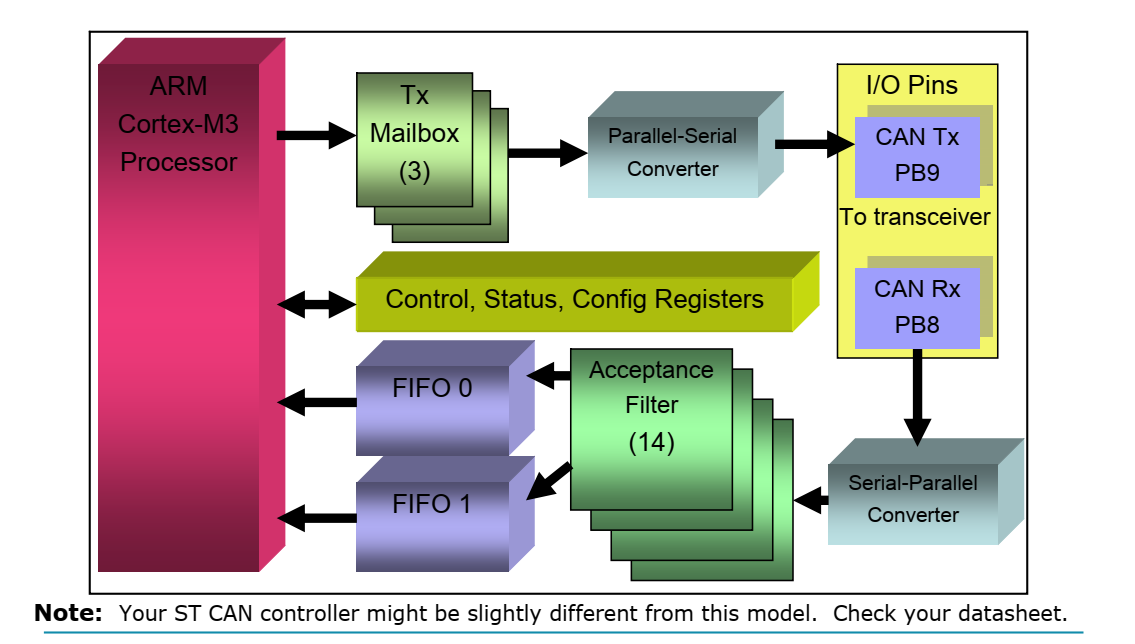 ARM
Cortex-M3
Processor
Tx
Mailbox
(3)
Parallel-Serial
Converter
I/O Pins
CAN Tx
PB9
To transceiver
CAN Rx
PB8
Control, Status, Config Registers
FIFO 0
FIFO 1
Acceptance
Filter
(14)
Serial-Parallel
Converter
Note: Your ST CAN controller might be slightly different from this model. Check your datasheet.